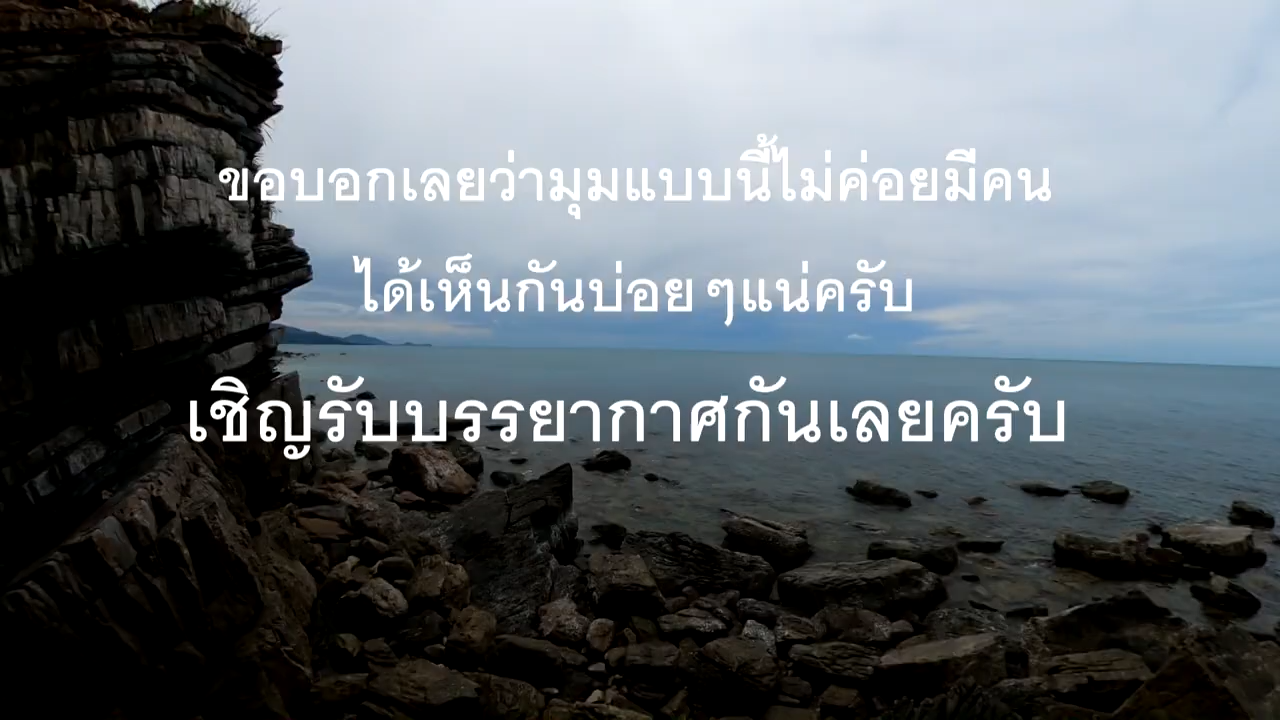 ขอบอกเลยว่ามุมแบบนี้ไม่ค่อยมีคน
ได้เห็นกันบ่อย ๆแน่ครับ
เชิญรับบรรยากาศกันเลยครับ